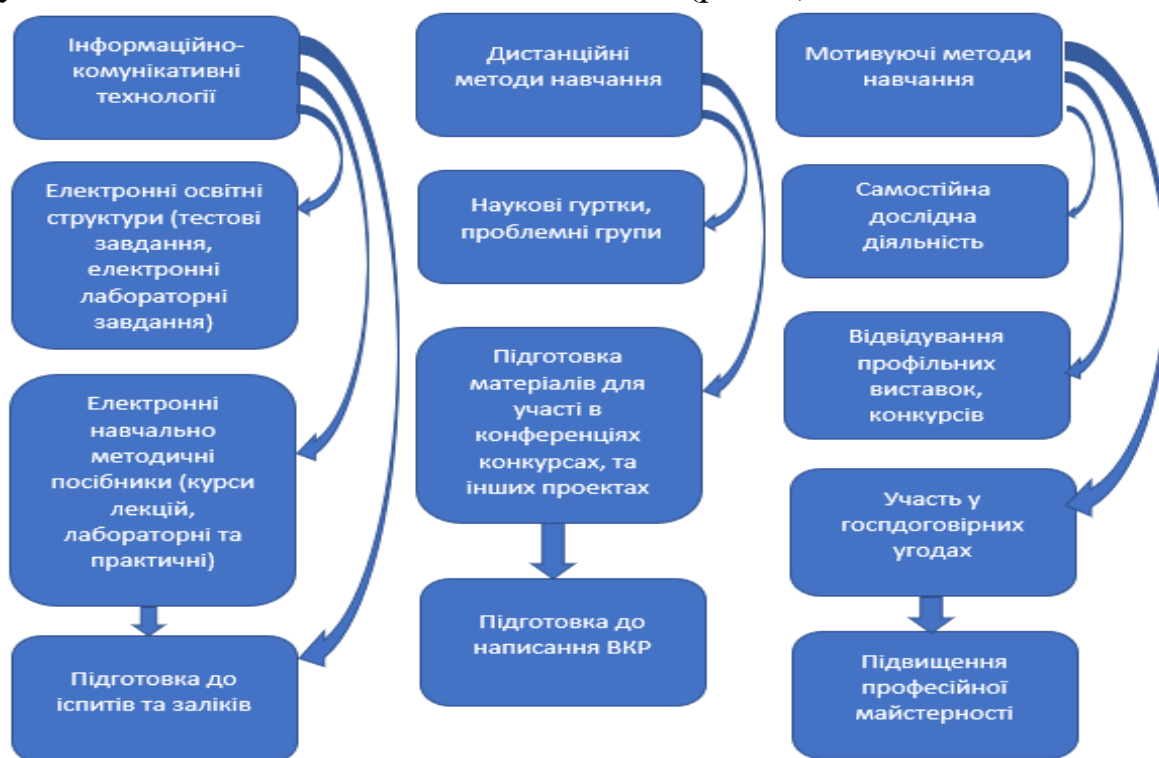 Інформаційно-
комунікативні
технології
Електронні освітні
структури (тестові
завдання,
електронні
лабораторні
завдання)
Електронні
навчально
методичні
посібники (курси
лекцій,
лабораторні та
практичні)
Підготовка до
іспитів та заліків
Дистанційні
методи навчання
Наукові гуртки,
проблемні групи
Підготовка
матеріалів для
участі в
конференціях
конкурсах, та
інших проектах
Підготовка до
написання ВКР
Мотивуючі методи
навчання
Самостійна
дослідна
діяльність
Відвідування
профільних
виставок,
конкурсів
Участь у
госпдоговірних
угодах
Підвищення
професійної
майстерності